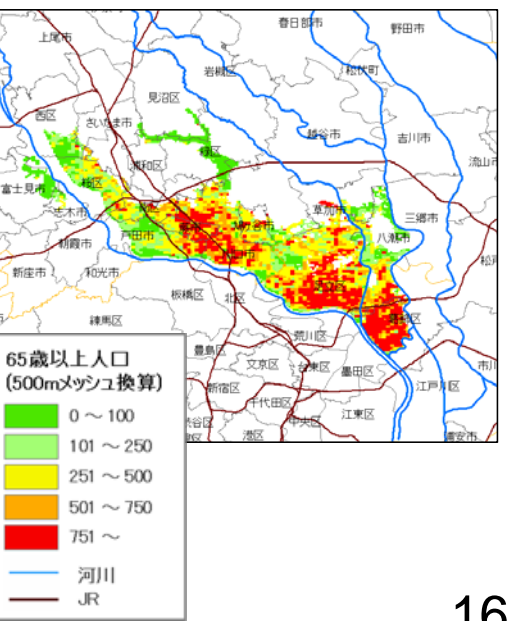 春日部市
上尾市
野田市
岩槻区
松伏町
見沼区
西区
さいたま市
越谷市
吉川市
緑区
浦和区
流山市
桜区
富士見市
南区
志木市
草加市
三郷市
戸田市
八潮市
朝霞市
川口市
新座市
和光市
足立区
板橋区
北区
葛飾区
練馬区
荒川区
豊島区
文京区
台東区
墨田区
市川
江戸川区
新宿区
千代田区
江東区
中央区
渋谷区
港区
浦安市
65歳以上人口
(500mメッシュ換算)
0 ～ 100
101 ～ 250
251 ～ 500
501 ～ 750
751 ～
河川
JR
16